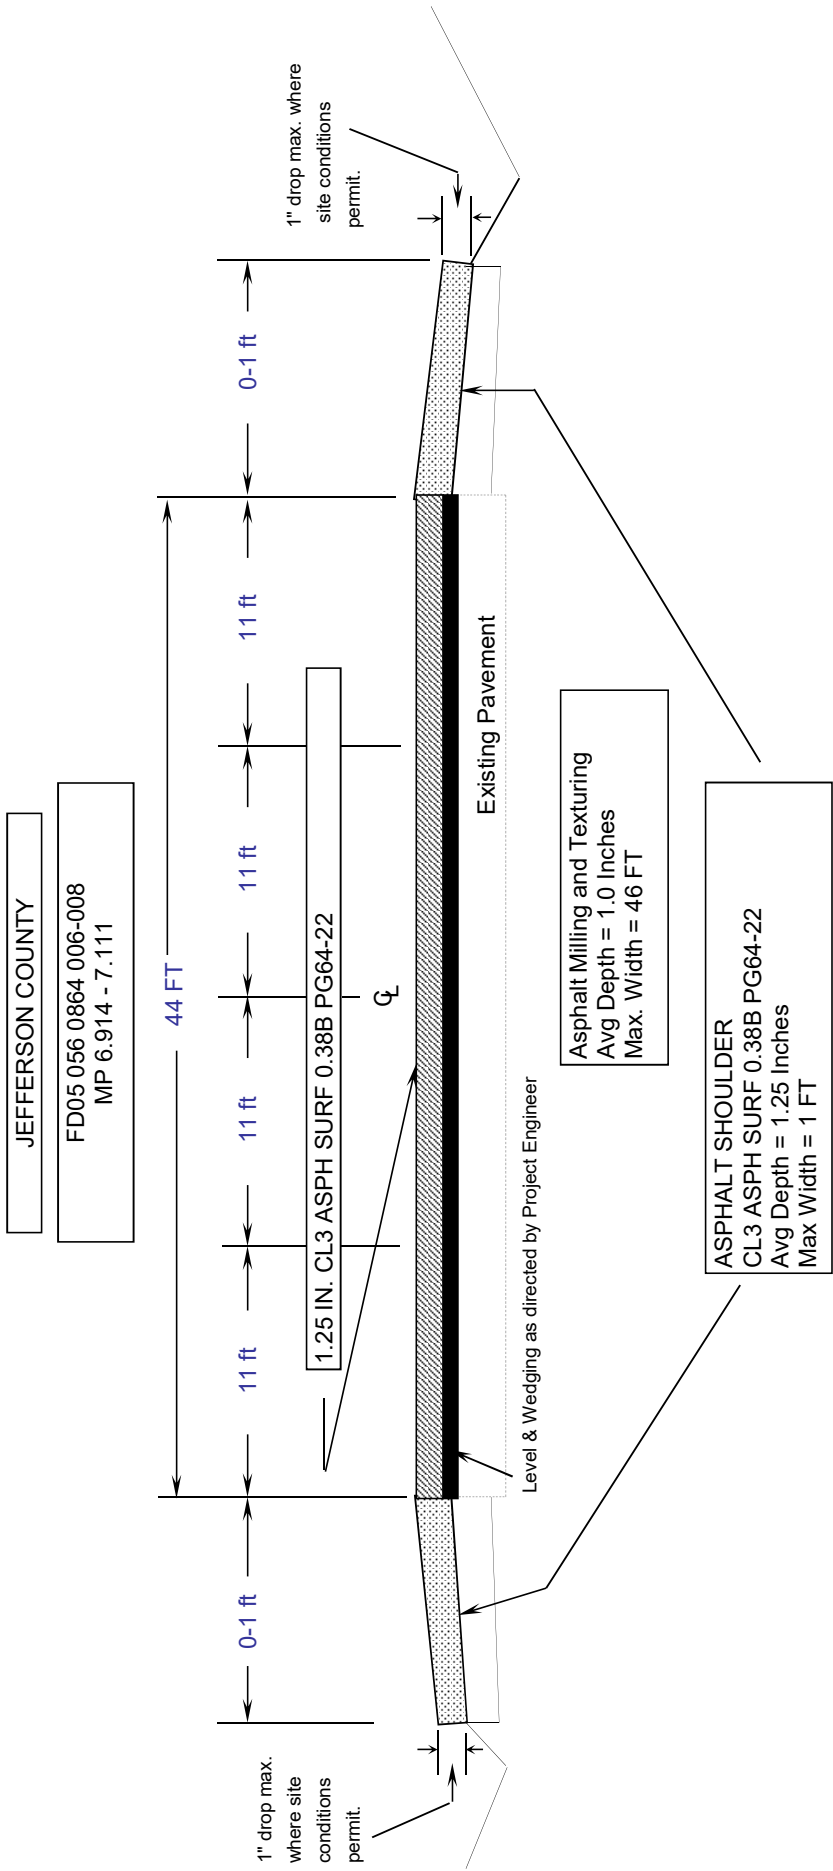 JEFFERSON COUNTY
FD05 056 0864 006-008
MP 6.914 - 7.111
44 FT
0-1 ft
11 ft
11 ft
11 ft
11 ft
0-1 ft
1" drop max.
where site
conditions
permit.
1" drop max. where
site conditions
permit.
1.25 IN. CL3 ASPH SURF 0.38B PG64-22
CL
Existing Pavement
Level & Wedging as directed by Project Engineer
Asphalt Milling and Texturing
Avg Depth = 1.0 Inches
Max. Width = 46 FT
ASPHALT SHOULDER
CL3 ASPH SURF 0.38B PG64-22
Avg Depth = 1.25 Inches
Max Width = 1 FT